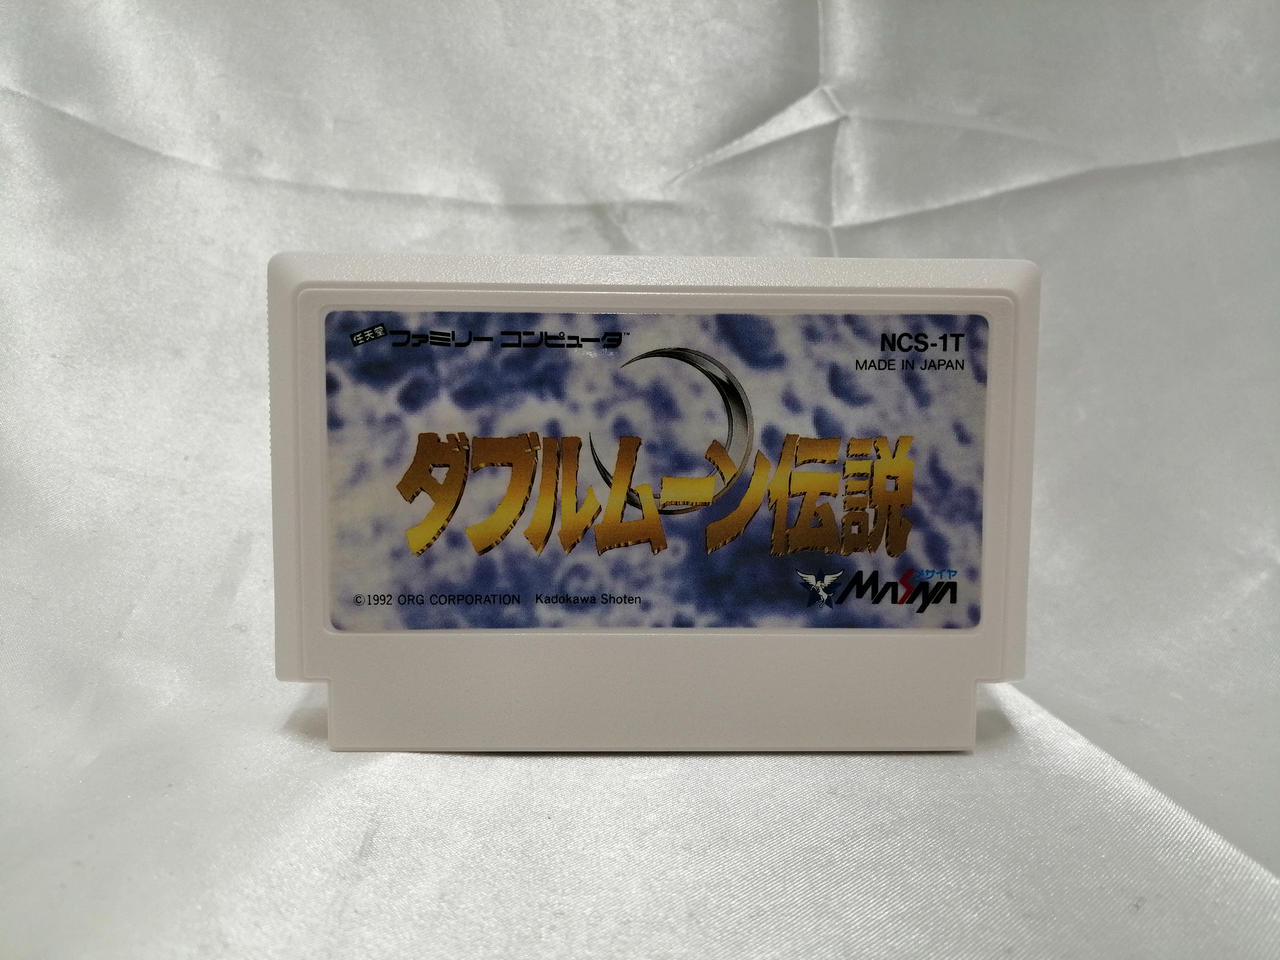 任天堂 ファミリー コンピュータ™
NCS-1T
MADE IN JAPAN
ダブルムーン伝説
メサイヤ
MASAYA
©1992 ORG CORPORATION Kadokawa Shoten